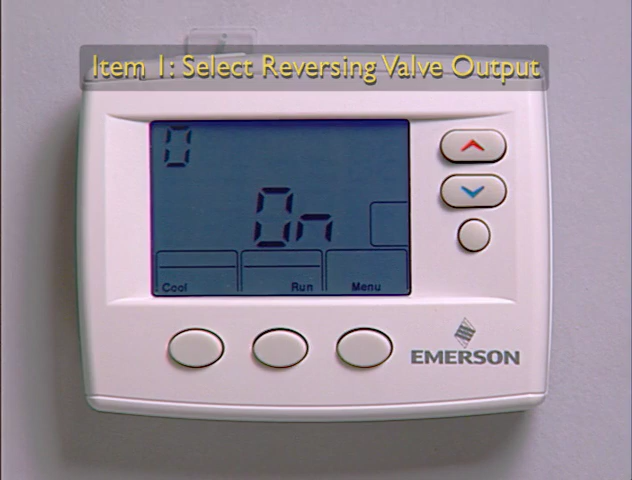 Item 1: Select Reversing Valve Output
0
On
Cool Run Menu
EMERSON